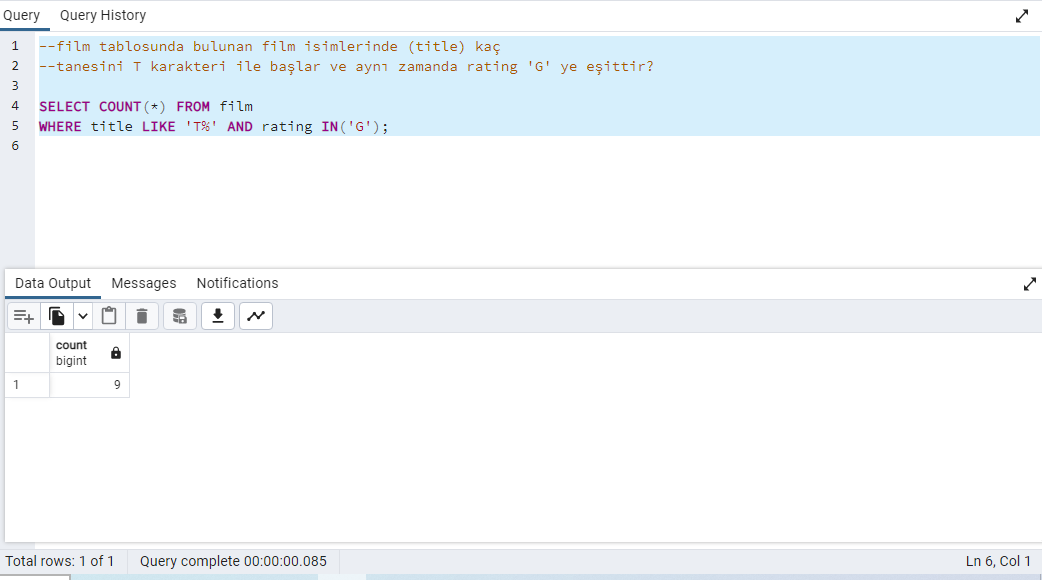 Query Query History
1 --film tablosunda bulunan film isimlerinde (title) kaç
2 --tanesini T karakteri ile başlar ve aynı zamanda rating 'G' ye eşittir?
3
4 SELECT COUNT(*) FROM film
5 WHERE title LIKE 'T%' AND rating IN('G');
6
Data Output Messages Notifications
count
bigint
1 9
Total rows: 1 of 1 Query complete 00:00:00.085 Ln 6, Col 1